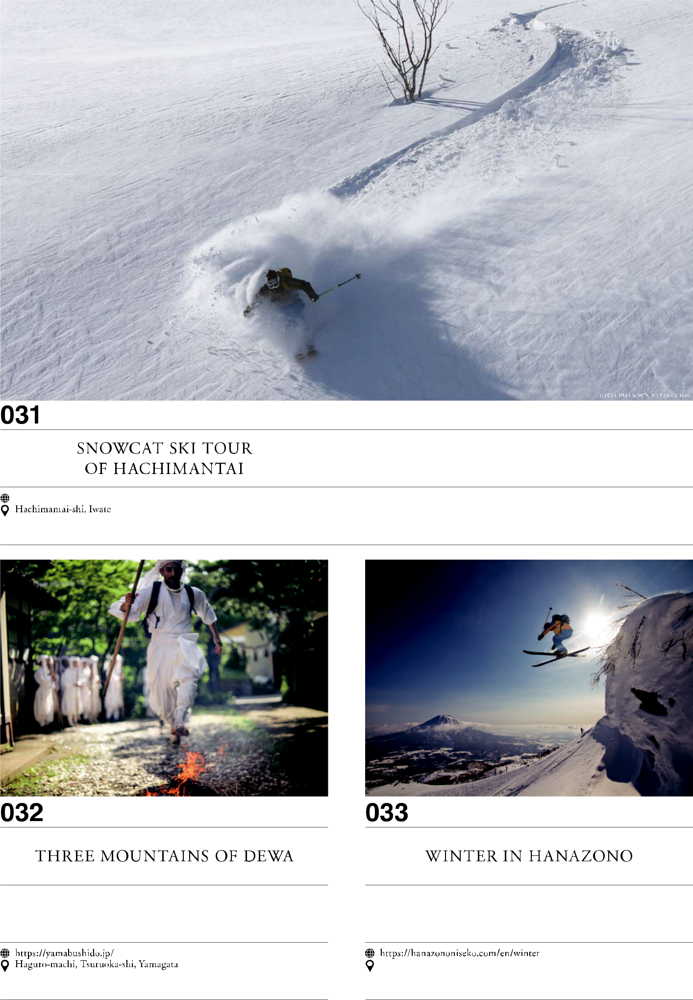 (c) CLUBMAN MOUNTAIN GUIDE
031
SNOWCAT SKI TOUR
OF HACHIMANTAI
Hachimantai-shi, Iwate
032
THREE MOUNTAINS OF DEWA
https://yamabushido.jp/
Haguro-machi, Tsuruoka-shi, Yamagata
033
WINTER IN HANAZONO
https://hanazononiseko.com/en/winter